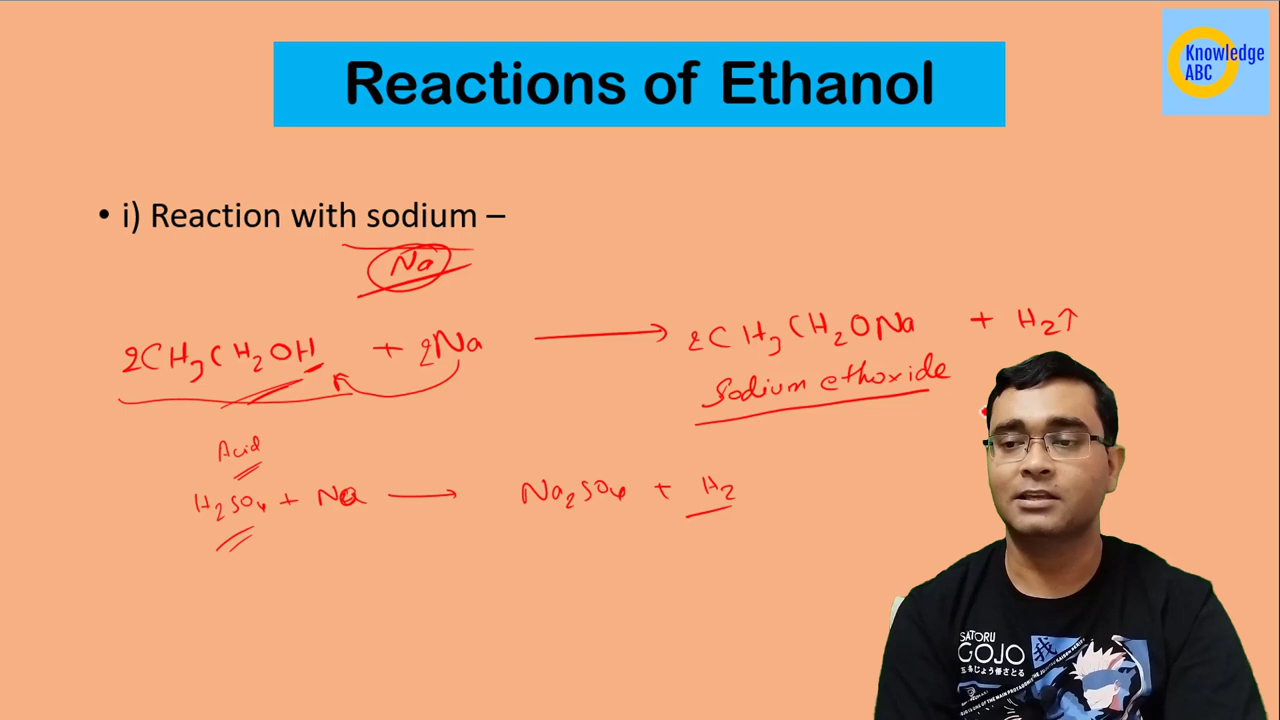 Knowledge
ABC
Reactions of Ethanol
• i) Reaction with sodium –
Na
2CH₃CH₂OH + 2Na ⟶ 2CH₃CH₂ONa + H₂↑
Sodium ethoxide
Acid
H₂SO₄ + Na ⟶ Na₂SO₄ + H₂
SATORU
GOJO
我